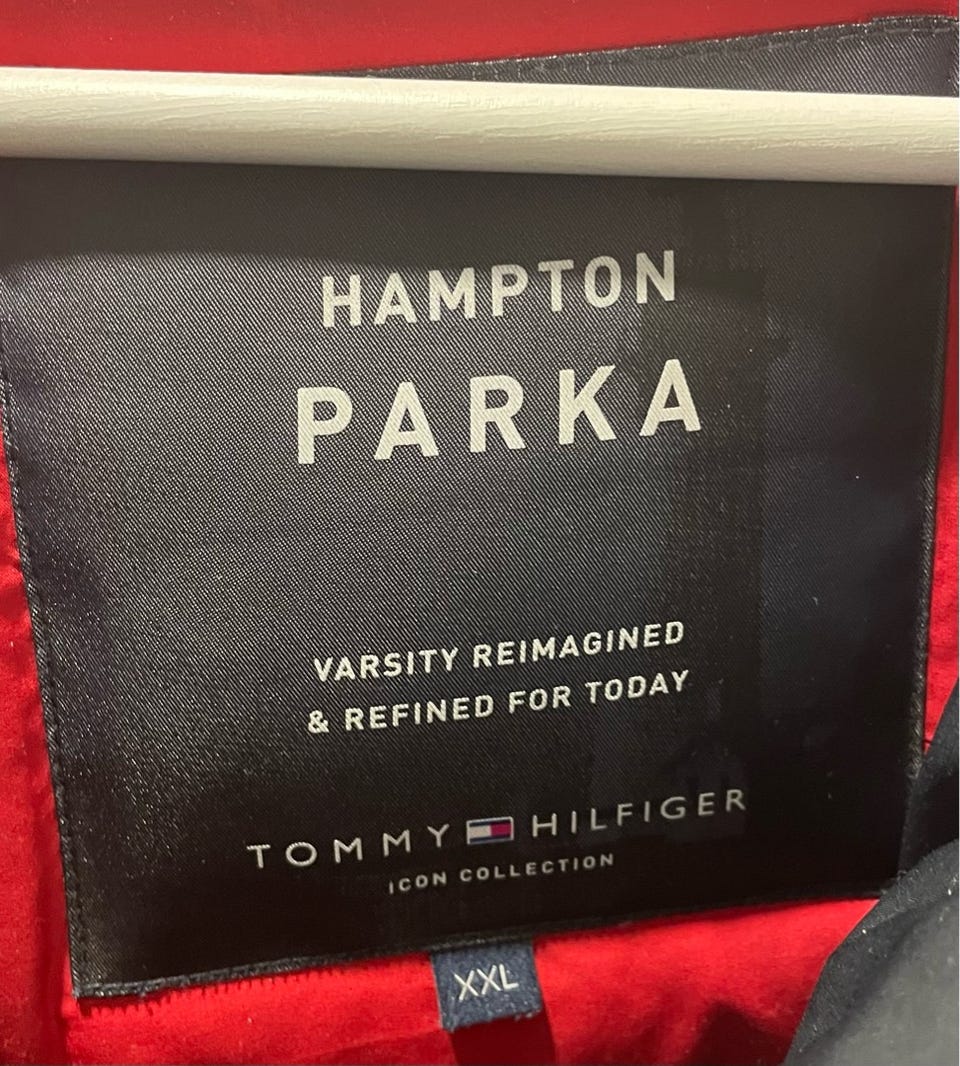 HAMPTON
PARKA
VARSITY REIMAGINED
& REFINED FOR TODAY
TOMMY HILFIGER
ICON COLLECTION
XXL